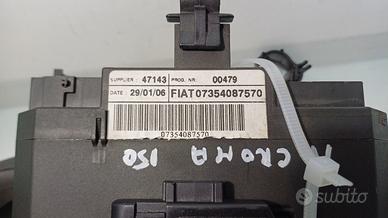 SUPPLIER : 47143 PROG. NR: 00479
DATE : 29/01/06 FIAT07354087570
07354087570
CROMA 150
subito